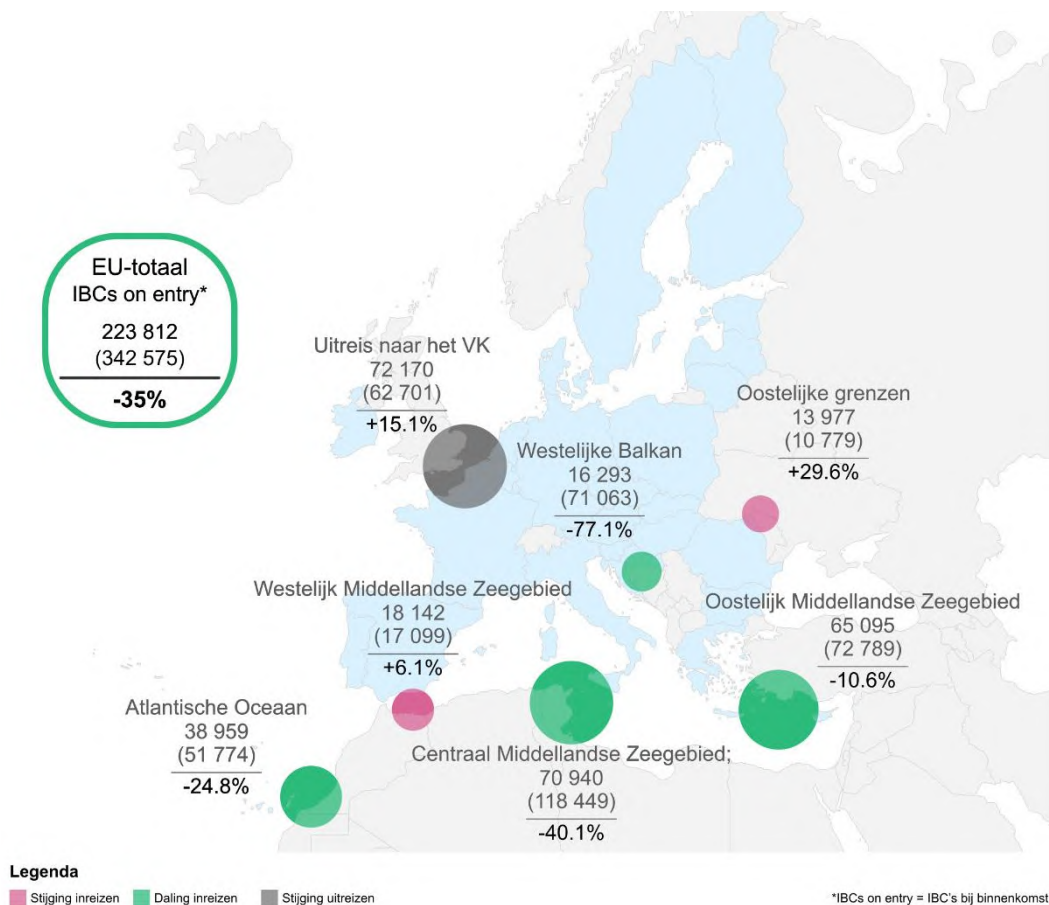 EU-totaal
IBCs on entry*
223 812
(342 575)
-35%
Uitreis naar het VK
72 170
(62 701)
+15.1%
Oostelijke grenzen
13 977
(10 779)
+29.6%
Westelijke Balkan
16 293
(71 063)
-77.1%
Westelijk Middellandse Zeegebied
18 142
(17 099)
+6.1%
Oostelijk Middellandse Zeegebied
65 095
(72 789)
-10.6%
Atlantische Oceaan
38 959
(51 774)
-24.8%
Centraal Middellandse Zeegebied;
70 940
(118 449)
-40.1%
Legenda
Stijging inreizen
Daling inreizen
Stijging uitreizen
*IBCs on entry = IBC's bij binnenkomst